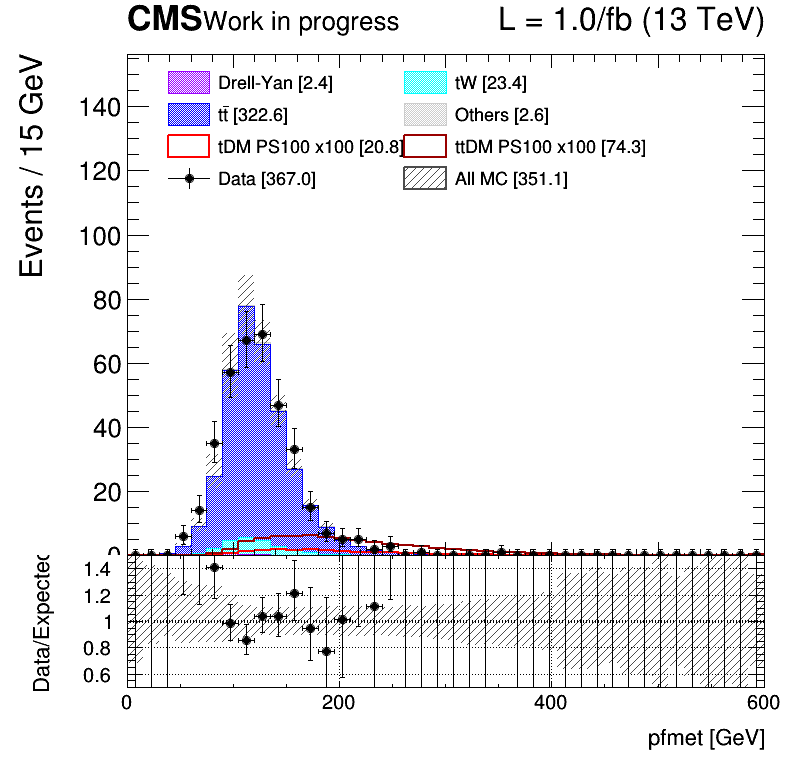 CMS Work in progress L = 1.0/fb (13 TeV)
Events / 15 GeV
Drell-Yan [2.4] tW [23.4]
tt̄ [322.6] Others [2.6]
tDM PS100 x100 [20.8] ttDM PS100 x100 [74.3]
Data [367.0] All MC [351.1]
140
120
100
80
60
40
20
0
Data/Expected
1.4
1.2
1
0.8
0.6
0 200 400 600
pfmet [GeV]